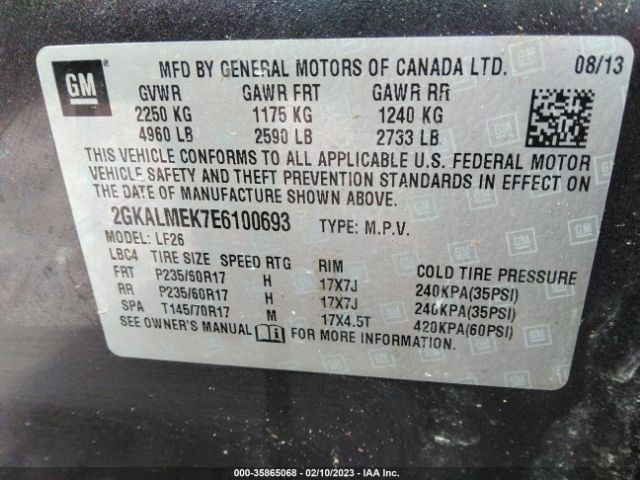 GM ® MFD BY GENERAL MOTORS OF CANADA LTD. 08/13
GVWR GAWR FRT GAWR RR
2250 KG 1175 KG 1240 KG
4960 LB 2590 LB 2733 LB
THIS VEHICLE CONFORMS TO ALL APPLICABLE U.S. FEDERAL MOTOR
VEHICLE SAFETY AND THEFT PREVENTION STANDARDS IN EFFECT ON
THE DATE OF MANUFACTURE SHOWN ABOVE.
2GKALMEK7E6100693 TYPE: M.P.V.
MODEL: LF26
LBC4 TIRE SIZE SPEED RTG RIM COLD TIRE PRESSURE
FRT P235/60R17 H 17X7J 240KPA(35PSI)
RR P235/60R17 H 17X7J 240KPA(35PSI)
SPA T145/70R17 M 17X4.5T 420KPA(60PSI)
SEE OWNER'S MANUAL FOR MORE INFORMATION.
000-35865068 — 02/10/2023 — IAA Inc.